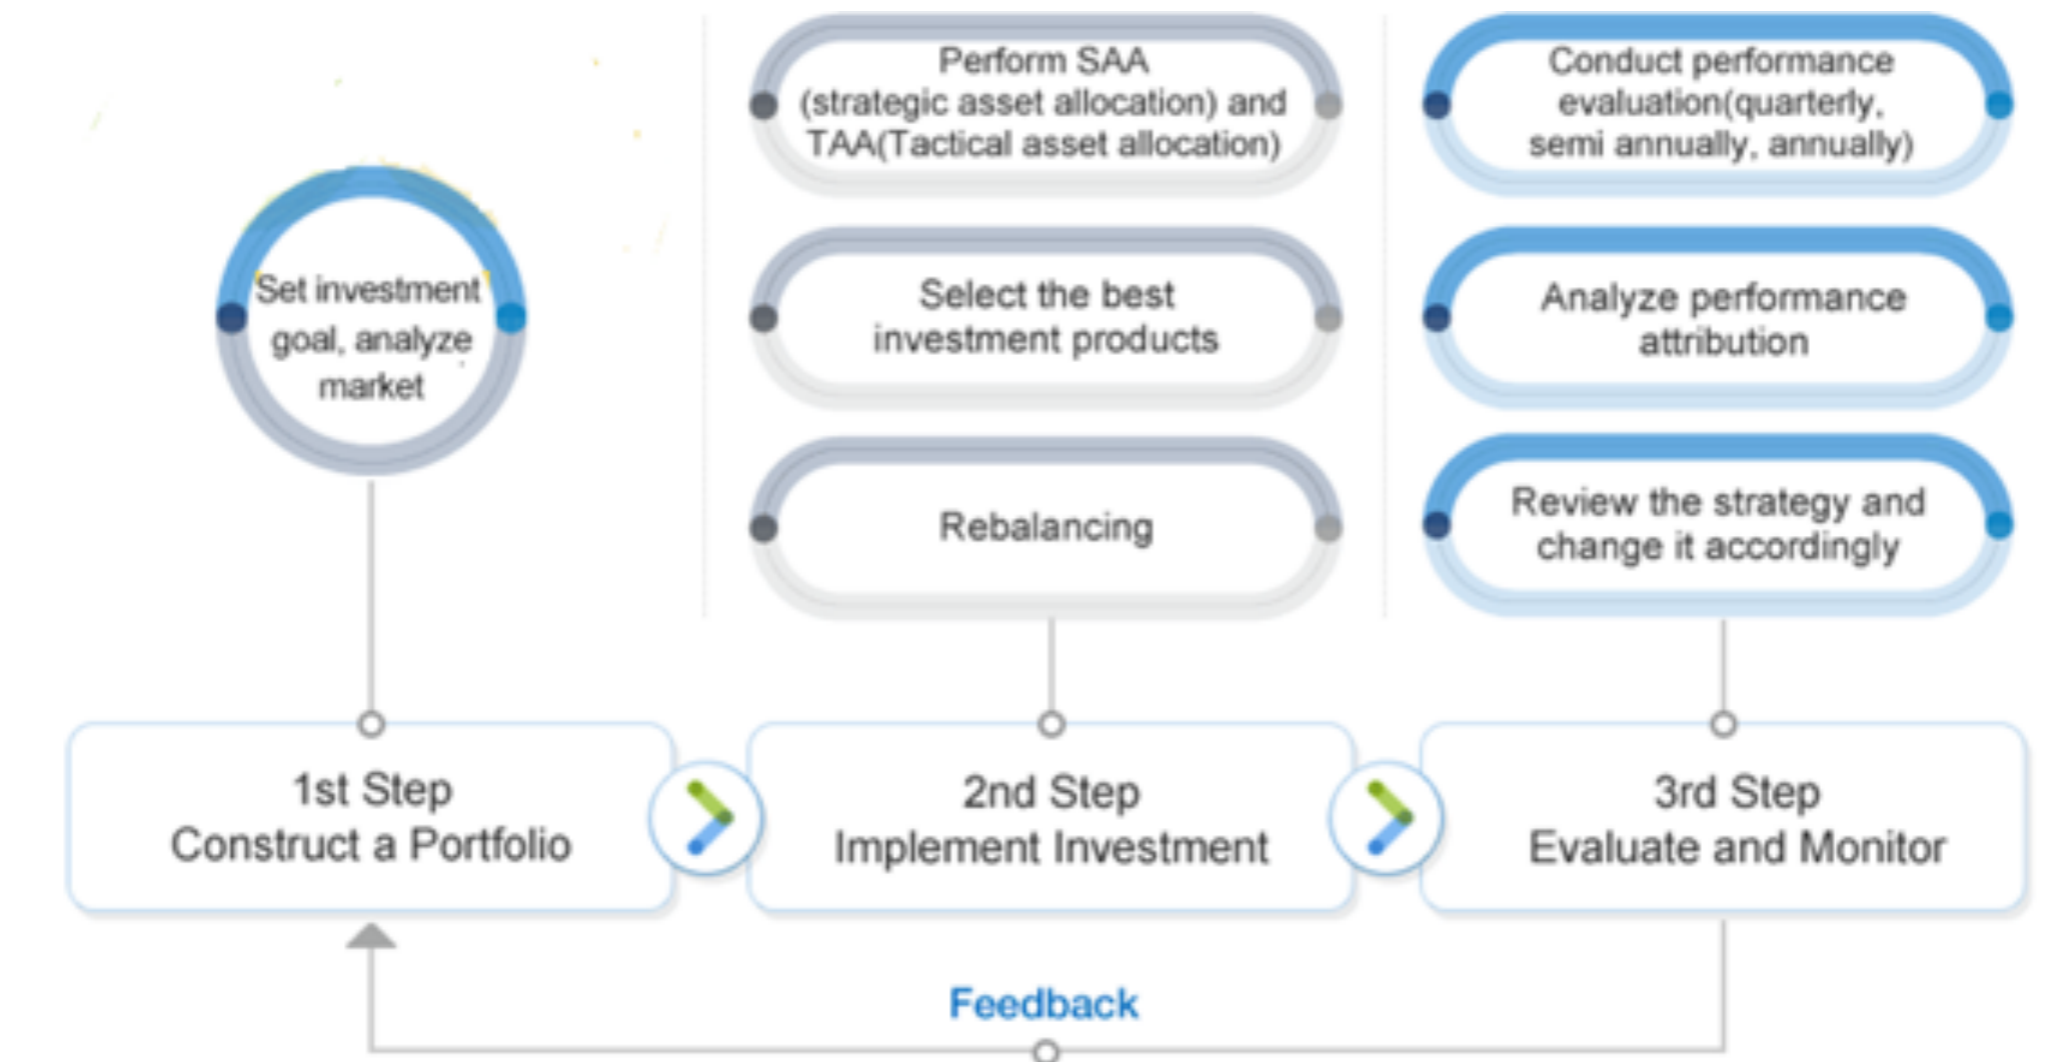 Set investment
goal, analyze
market
Perform SAA
(strategic asset allocation) and
TAA(Tactical asset allocation)
Select the best
investment products
Rebalancing
Conduct performance
evaluation(quarterly,
semi annually, annually)
Analyze performance
attribution
Review the strategy and
change it accordingly
1st Step
Construct a Portfolio
2nd Step
Implement Investment
3rd Step
Evaluate and Monitor
Feedback